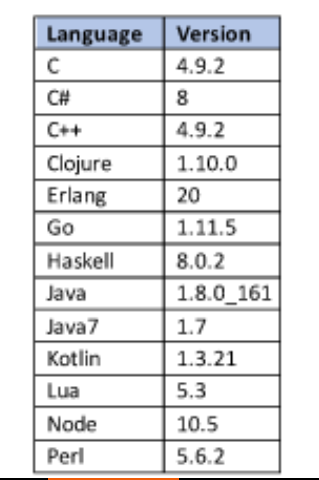 Language Version
C 4.9.2
C# 8
C++ 4.9.2
Clojure 1.10.0
Erlang 20
Go 1.11.5
Haskell 8.0.2
Java 1.8.0_161
Java7 1.7
Kotlin 1.3.21
Lua 5.3
Node 10.5
Perl 5.6.2